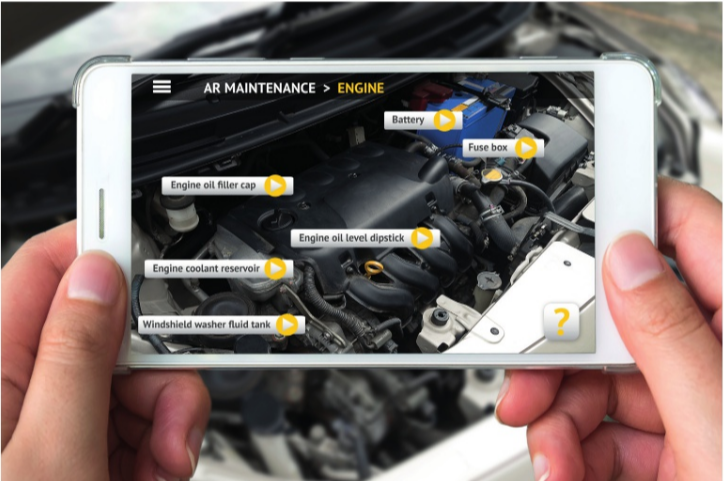 AR MAINTENANCE > ENGINE
Battery
Fuse box
Engine oil filler cap
Engine oil level dipstick
Engine coolant reservoir
Windshield washer fluid tank
?